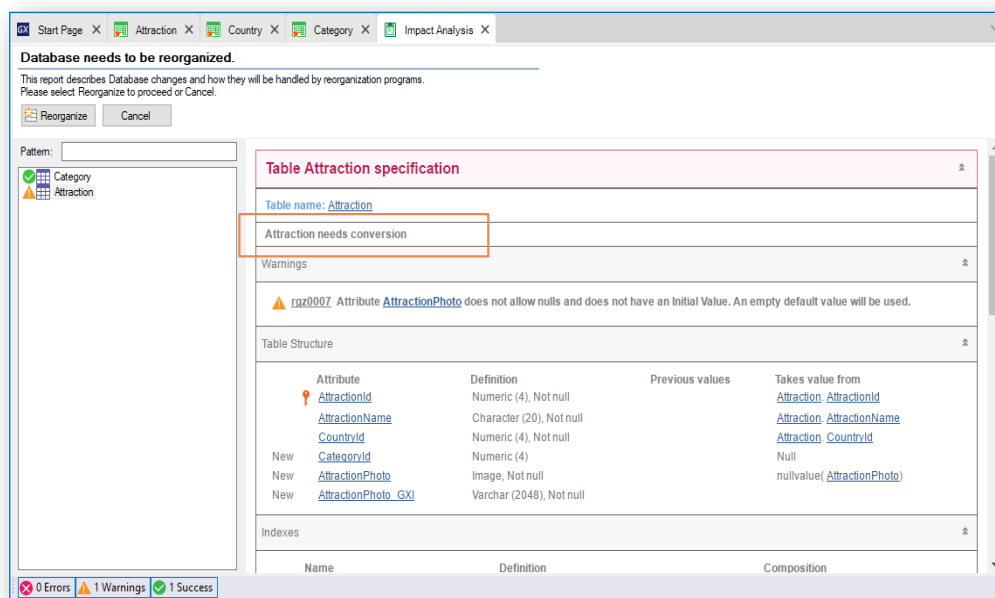 GX Start Page X Attraction X Country X Category X Impact Analysis X
Database needs to be reorganized.
This report describes Database changes and how they will be handled by reorganization programs.
Please select Reorganize to proceed or Cancel.
Reorganize Cancel
Pattern:
Category
Attraction
Table Attraction specification
Table name: Attraction
Attraction needs conversion
Warnings
rgz0007 Attribute AttractionPhoto does not allow nulls and does not have an Initial Value. An empty default value will be used.
Table Structure
Attribute Definition Previous values Takes value from
AttractionId Numeric (4), Not null Attraction. AttractionId
AttractionName Character (20), Not null Attraction. AttractionName
CountryId Numeric (4), Not null Attraction. CountryId
New CategoryId Numeric (4) Null
New AttractionPhoto Image, Not null nullvalue( AttractionPhoto)
New AttractionPhoto_GXI Varchar (2048), Not null
Indexes
Name Definition Composition
0 Errors 1 Warnings 1 Success